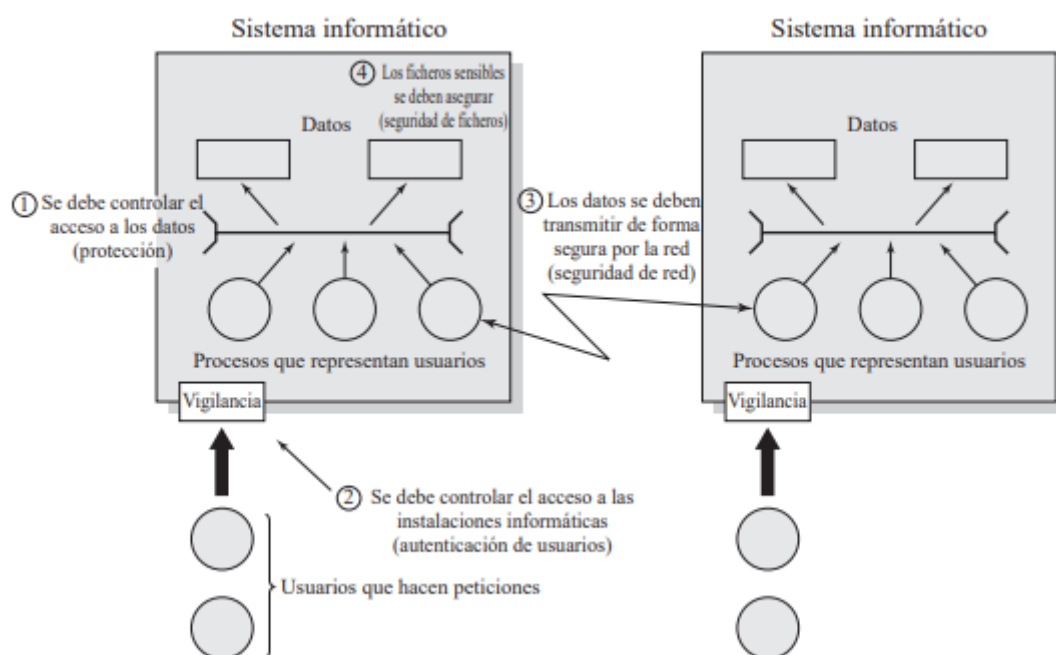 Sistema informático
Sistema informático
④ Los ficheros sensibles
se deben asegurar
(seguridad de ficheros)
Datos
Datos
① Se debe controlar el
acceso a los datos
(protección)
③ Los datos se deben
transmitir de forma
segura por la red
(seguridad de red)
Procesos que representan usuarios
Procesos que representan usuarios
Vigilancia
Vigilancia
② Se debe controlar el acceso a las
instalaciones informáticas
(autenticación de usuarios)
Usuarios que hacen peticiones